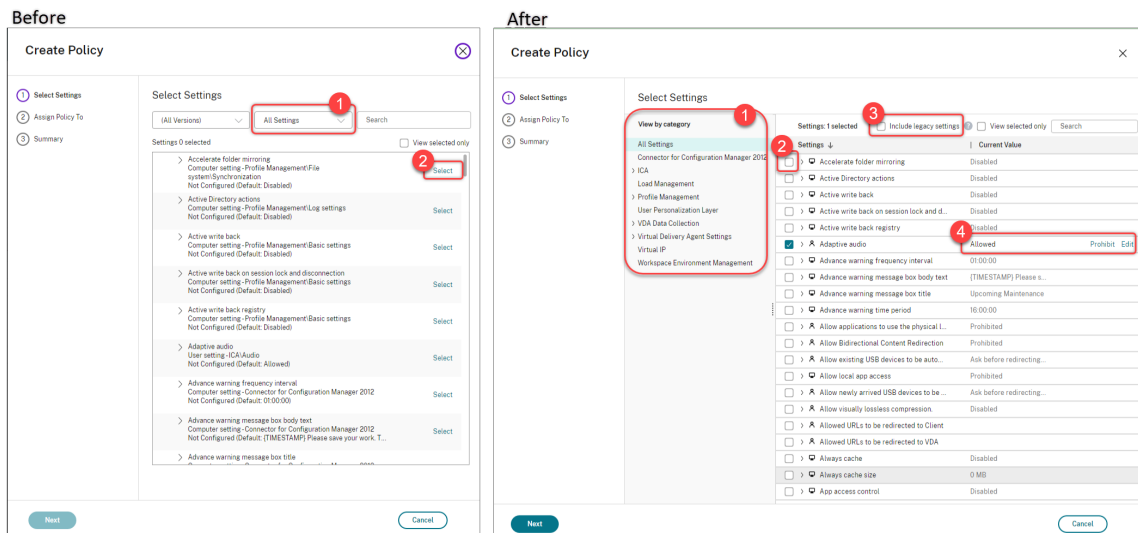 Before
Create Policy
1 Select Settings
2 Assign Policy To
3 Summary
Select Settings
1
(All Versions) All Settings Search
Settings 0 selected View selected only
2
Accelerate folder mirroring
Computer setting - Profile Management\File
system\Synchronization
Not Configured (Default: Disabled)
Select
Active Directory actions
Computer setting - Profile Management\Log settings
Not Configured (Default: Disabled)
Select
Active write back
Computer setting - Profile Management\Basic settings
Not Configured (Default: Disabled)
Select
Active write back on session lock and disconnection
Computer setting - Profile Management\Basic settings
Not Configured (Default: Disabled)
Select
Active write back registry
Computer setting - Profile Management\Basic settings
Not Configured (Default: Disabled)
Select
Adaptive audio
User setting - ICA\Audio
Not Configured (Default: Allowed)
Select
Advance warning frequency interval
Computer setting - Connector for Configuration Manager 2012
Not Configured (Default: 01:00:00)
Select
Advance warning message box body text
Computer setting - Connector for Configuration Manager 2012
Not Configured (Default: {TIMESTAMP} Please save your work. T...
Select
Advance warning message box title
Next Cancel
After
Create Policy
1 Select Settings
2 Assign Policy To
3 Summary
Select Settings
1
View by category
All Settings
Connector for Configuration Manager 2012
ICA
Load Management
Profile Management
User Personalization Layer
VDA Data Collection
Virtual Delivery Agent Settings
Virtual IP
Workspace Environment Management
3
Settings: 1 selected Include legacy settings ? View selected only Search
2
Settings ↓ Current Value
Accelerate folder mirroring Disabled
Active Directory actions Disabled
Active write back Disabled
Active write back on session lock and d... Disabled
Active write back registry Disabled
4
Adaptive audio Allowed Prohibit Edit
Advance warning frequency interval 01:00:00
Advance warning message box body text {TIMESTAMP} Please s...
Advance warning message box title Upcoming Maintenance
Advance warning time period 16:00:00
Allow applications to use the physical l... Prohibited
Allow Bidirectional Content Redirection Prohibited
Allow existing USB devices to be auto... Ask before redirecting...
Allow local app access Prohibited
Allow newly arrived USB devices to be ... Ask before redirecting...
Allow visually lossless compression. Disabled
Allowed URLs to be redirected to Client
Allowed URLs to be redirected to VDA
Always cache Disabled
Always cache size 0 MB
App access control Disabled
Next Cancel